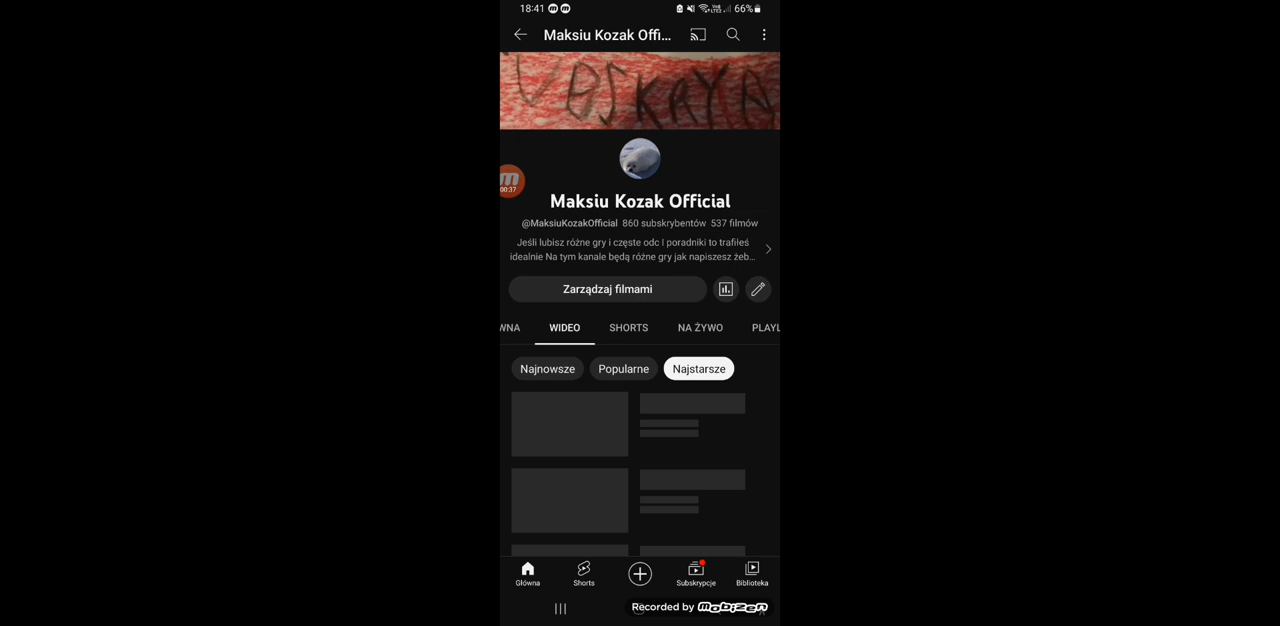 18:41
66%
Maksiu Kozak Offi...
UBSKRYB
00:37
Maksiu Kozak Official
@MaksiuKozakOfficial 860 subskrybentów 537 filmów
Jeśli lubisz różne gry i częste odc I poradniki to trafiłeś
idealnie Na tym kanale będą różne gry jak napiszesz żeb...
Zarządzaj filmami
WNA WIDEO SHORTS NA ŻYWO PLAYL
Najnowsze Popularne Najstarsze
Główna Shorts Subskrypcje Biblioteka
Recorded by mobizen